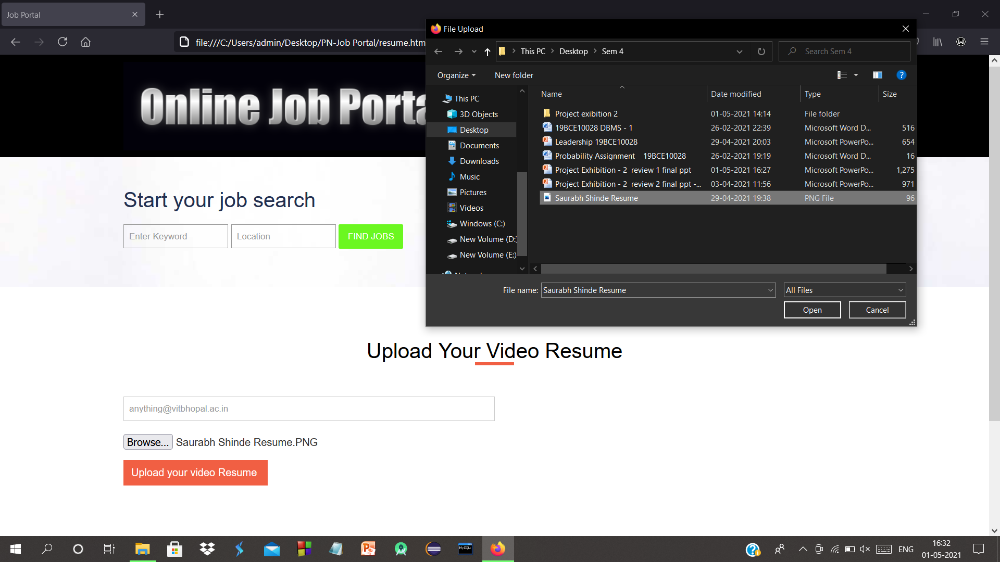 Job Portal
file:///C:/Users/admin/Desktop/PN-Job Portal/resume.htm
Online Job Porta
Start your job search
Enter Keyword
Location
FIND JOBS
File Upload
This PC > Desktop > Sem 4
Search Sem 4
Organize
New folder
This PC
3D Objects
Desktop
Documents
Downloads
Music
Pictures
Videos
Windows (C:)
New Volume (D:)
New Volume (E:)
Name Date modified Type Size
Project exibition 2 01-05-2021 14:14 File folder
19BCE10028 DBMS - 1 26-02-2021 22:39 Microsoft Word D... 516
Leadership 19BCE10028 29-04-2021 20:03 Microsoft PowerPo... 654
Probability Assignment 19BCE10028 26-02-2021 19:19 Microsoft Word D... 16
Project Exhibition - 2 review 1 final ppt 01-05-2021 16:27 Microsoft PowerPo... 1,275
Project Exhibition - 2 review 2 final ppt -... 03-04-2021 11:56 Microsoft PowerPo... 971
Saurabh Shinde Resume 29-04-2021 19:38 PNG File 96
File name: Saurabh Shinde Resume
All Files
Open
Cancel
Upload Your Video Resume
anything@vitbhopal.ac.in
Browse... Saurabh Shinde Resume.PNG
Upload your video Resume
MySQL
ENG
16:32
01-05-2021